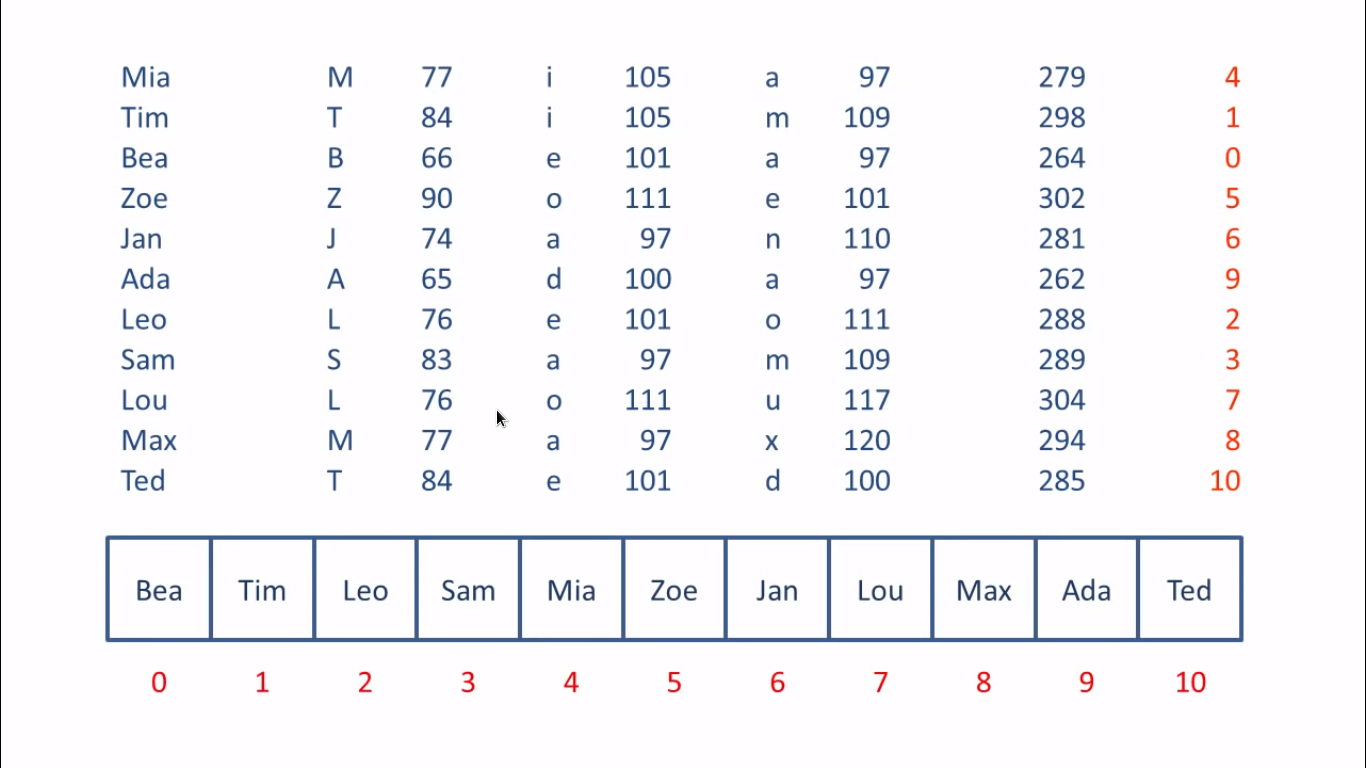 Mia M 77 i 105 a 97 279 4
Tim T 84 i 105 m 109 298 1
Bea B 66 e 101 a 97 264 0
Zoe Z 90 o 111 e 101 302 5
Jan J 74 a 97 n 110 281 6
Ada A 65 d 100 a 97 262 9
Leo L 76 e 101 o 111 288 2
Sam S 83 a 97 m 109 289 3
Lou L 76 o 111 u 117 304 7
Max M 77 a 97 x 120 294 8
Ted T 84 e 101 d 100 285 10
Bea Tim Leo Sam Mia Zoe Jan Lou Max Ada Ted
0 1 2 3 4 5 6 7 8 9 10